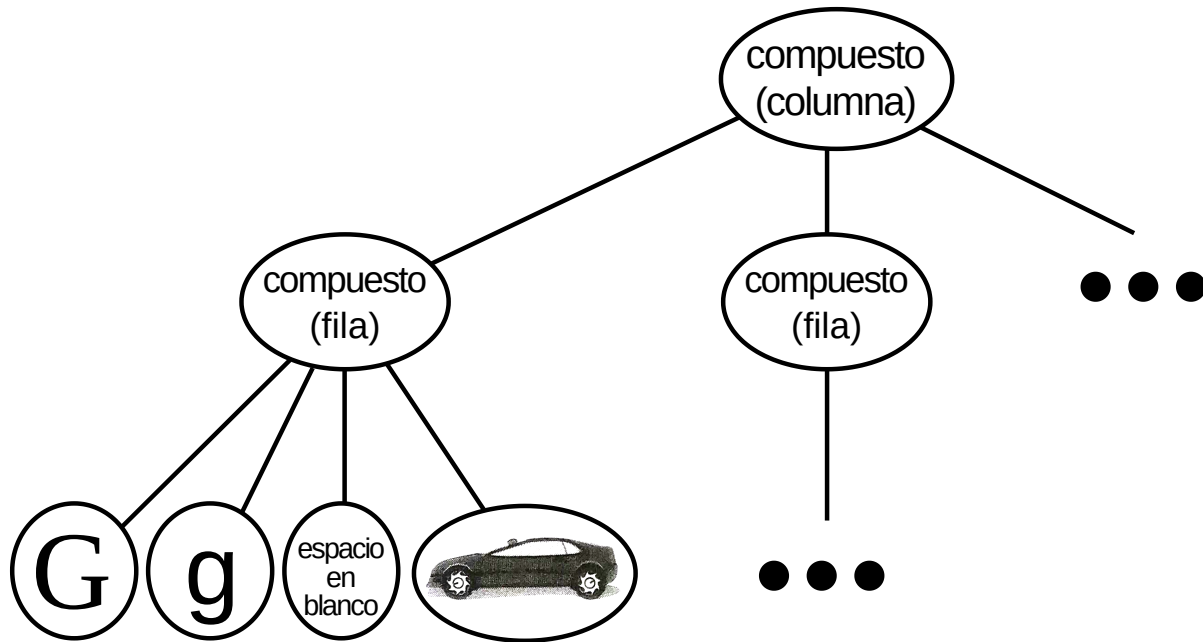 compuesto
(columna)
compuesto
(fila)
compuesto
(fila)
G
g
espacio
en
blanco